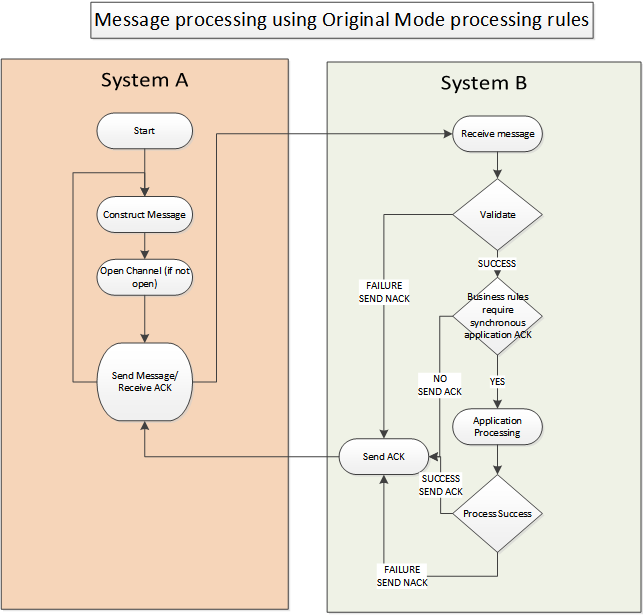 Message processing using Original Mode processing rules
System A
Start
Construct Message
Open Channel (if not
open)
Send Message/
Receive ACK
System B
Receive message
Validate
SUCCESS
FAILURE
SEND NACK
Business rules
require
synchronous
application ACK
NO
SEND ACK
YES
Application
Processing
Send ACK
SUCCESS
SEND ACK
Process Success
FAILURE
SEND NACK